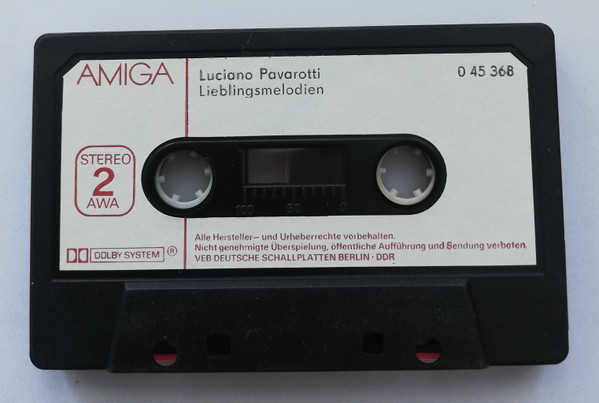 AMIGA
Luciano Pavarotti
0 45 368
Lieblingsmelodien
STEREO
2
AWA
100 50 0
DOLBY SYSTEM ®
Alle Hersteller- und Urheberrechte vorbehalten.
Nicht genehmigte Überspielung, öffentliche Aufführung und Sendung verboten.
VEB DEUTSCHE SCHALLPLATTEN BERLIN · DDR